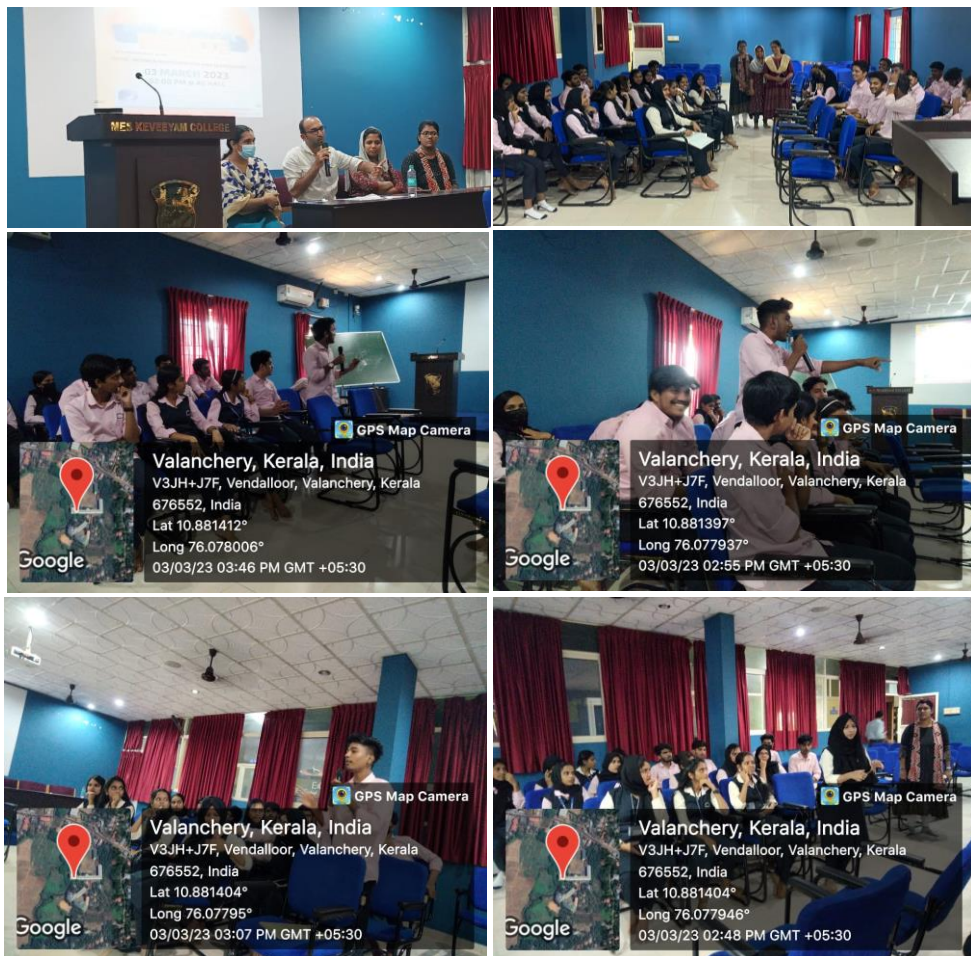 03 MARCH 2023
MES KEVEEYAM COLLEGE
GPS Map Camera
Valanchery, Kerala, India
V3JH+J7F, Vendalloor, Valanchery, Kerala
676552, India
Lat 10.881412°
Long 76.078006°
03/03/23 03:46 PM GMT +05:30
Google
GPS Map Camera
Valanchery, Kerala, India
V3JH+J7F, Vendalloor, Valanchery, Kerala
676552, India
Lat 10.881397°
Long 76.077937°
03/03/23 02:55 PM GMT +05:30
Google
GPS Map Camera
Valanchery, Kerala, India
V3JH+J7F, Vendalloor, Valanchery, Kerala
676552, India
Lat 10.881404°
Long 76.07795°
03/03/23 03:07 PM GMT +05:30
Google
GPS Map Camera
Valanchery, Kerala, India
V3JH+J7F, Vendalloor, Valanchery, Kerala
676552, India
Lat 10.881404°
Long 76.077946°
03/03/23 02:48 PM GMT +05:30
Google